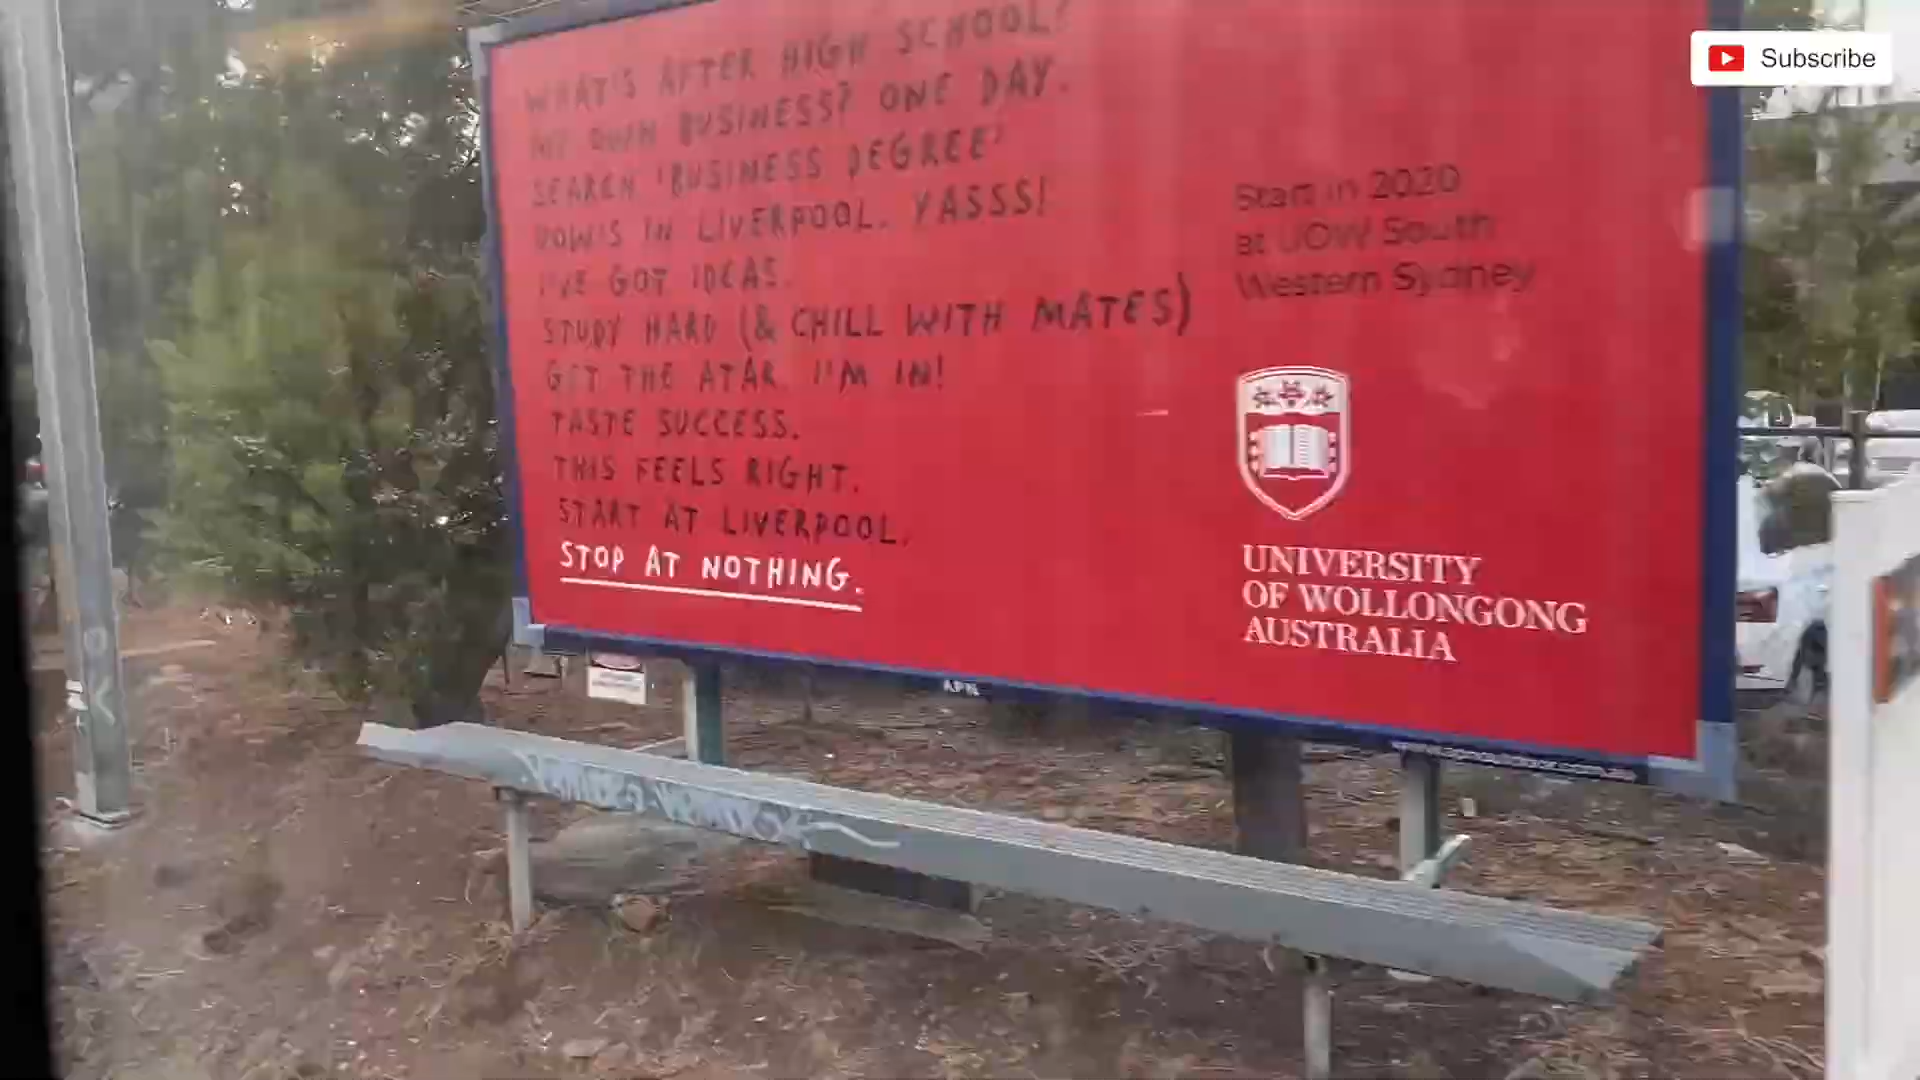 WHAT'S AFTER HIGH SCHOOL?
MY OWN BUSINESS? ONE DAY.
SEARCH 'BUSINESS DEGREE'
UOW'S IN LIVERPOOL. YASSS!
I'VE GOT IDEAS.
STUDY HARD (& CHILL WITH MATES)
GET THE ATAR. I'M IN!
TASTE SUCCESS.
THIS FEELS RIGHT.
START AT LIVERPOOL.
STOP AT NOTHING.
Start in 2020
at UOW South
Western Sydney
UNIVERSITY
OF WOLLONGONG
AUSTRALIA
Subscribe